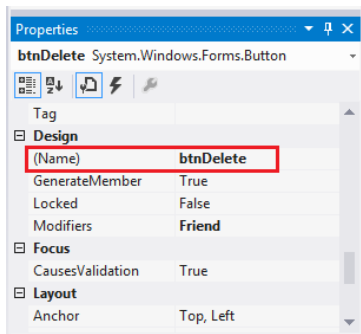 Properties
btnDelete System.Windows.Forms.Button
Tag
Design
(Name) btnDelete
GenerateMember True
Locked False
Modifiers Friend
Focus
CausesValidation True
Layout
Anchor Top, Left